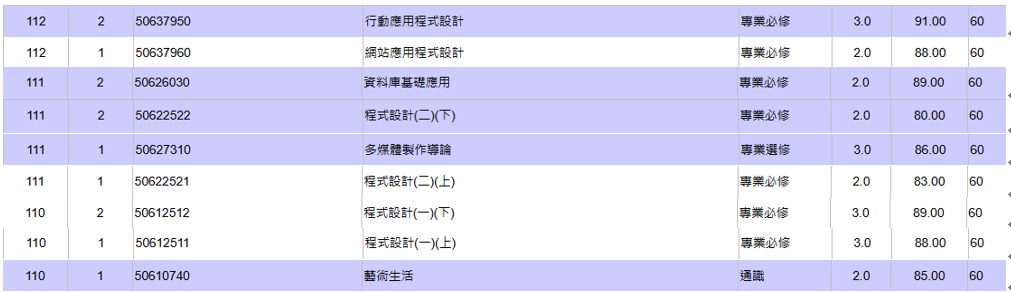 112 2 50637950 行動應用程式設計 專業必修 3.0 91.00 60
112 1 50637960 網站應用程式設計 專業必修 2.0 88.00 60
111 2 50626030 資料庫基礎應用 專業必修 2.0 89.00 60
111 2 50622522 程式設計(二)(下) 專業必修 2.0 80.00 60
111 1 50627310 多媒體製作導論 專業選修 3.0 86.00 60
111 1 50622521 程式設計(二)(上) 專業必修 2.0 83.00 60
110 2 50612512 程式設計(一)(下) 專業必修 3.0 89.00 60
110 1 50612511 程式設計(一)(上) 專業必修 3.0 88.00 60
110 1 50610740 藝術生活 通識 2.0 85.00 60